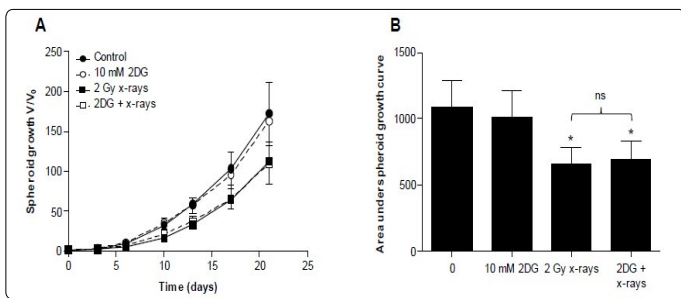 A
Control
10 mM 2DG
2 Gy x-rays
2DG + x-rays
Spheroid growth V/V₀
250
200
150
100
50
0
0 5 10 15 20 25
Time (days)
B
Area under spheroid growth curve
1500
1000
500
0
ns
* *
0 10 mM 2DG 2 Gy x-rays 2DG +
x-rays